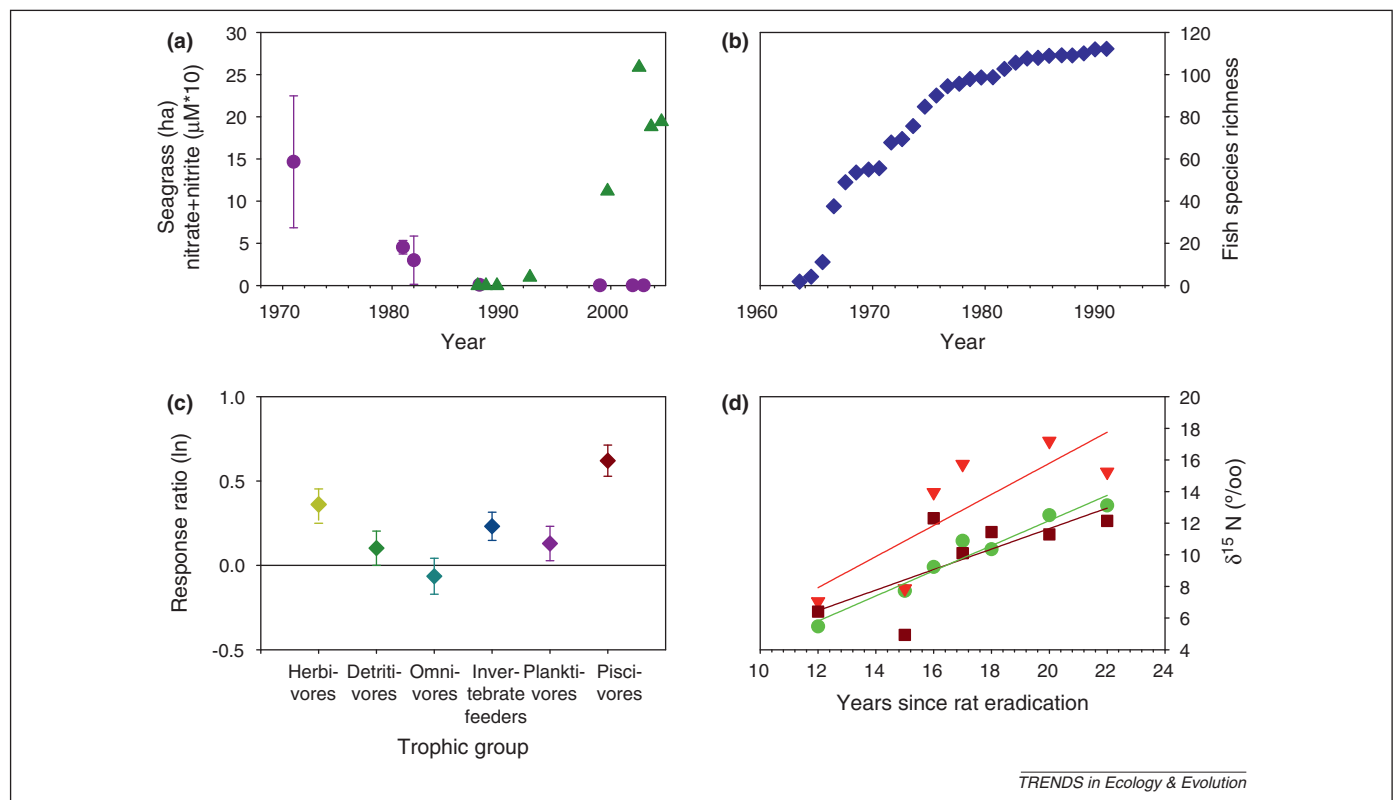 (a)
30
25
20
15
10
5
0
Seagrass (ha)
nitrate+nitrite (µM*10)
1970 1980 1990 2000
Year
(b)
120
100
80
60
40
20
0
Fish species richness
1960 1970 1980 1990
Year
(c)
1.0
0.5
0.0
-0.5
Response ratio (ln)
Herbi- Detriti- Omni- Inver- Plankti- Pisci-
vores vores vores tebrate vores vores
feeders
Trophic group
(d)
20
18
16
14
12
10
8
6
4
δ15 N (º/oo)
10 12 14 16 18 20 22 24
Years since rat eradication
TRENDS in Ecology & Evolution